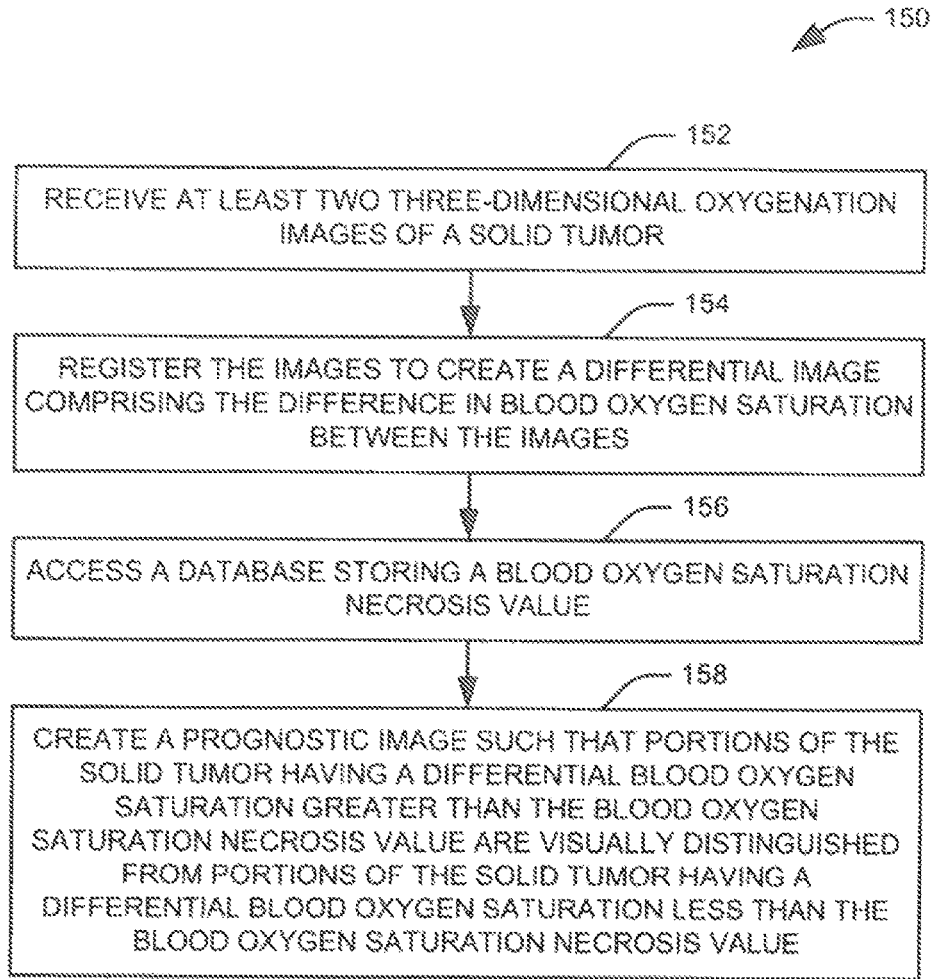 150
152
RECEIVE AT LEAST TWO THREE-DIMENSIONAL OXYGENATION
IMAGES OF A SOLID TUMOR
154
REGISTER THE IMAGES TO CREATE A DIFFERENTIAL IMAGE
COMPRISING THE DIFFERENCE IN BLOOD OXYGEN SATURATION
BETWEEN THE IMAGES
156
ACCESS A DATABASE STORING A BLOOD OXYGEN SATURATION
NECROSIS VALUE
158
CREATE A PROGNOSTIC IMAGE SUCH THAT PORTIONS OF THE
SOLID TUMOR HAVING A DIFFERENTIAL BLOOD OXYGEN
SATURATION GREATER THAN THE BLOOD OXYGEN
SATURATION NECROSIS VALUE ARE VISUALLY DISTINGUISHED
FROM PORTIONS OF THE SOLID TUMOR HAVING A
DIFFERENTIAL BLOOD OXYGEN SATURATION LESS THAN THE
BLOOD OXYGEN SATURATION NECROSIS VALUE